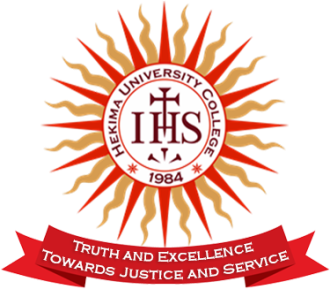 HEKIMA UNIVERSITY COLLEGE
IHS
1984
TRUTH AND EXCELLENCE
TOWARDS JUSTICE AND SERVICE